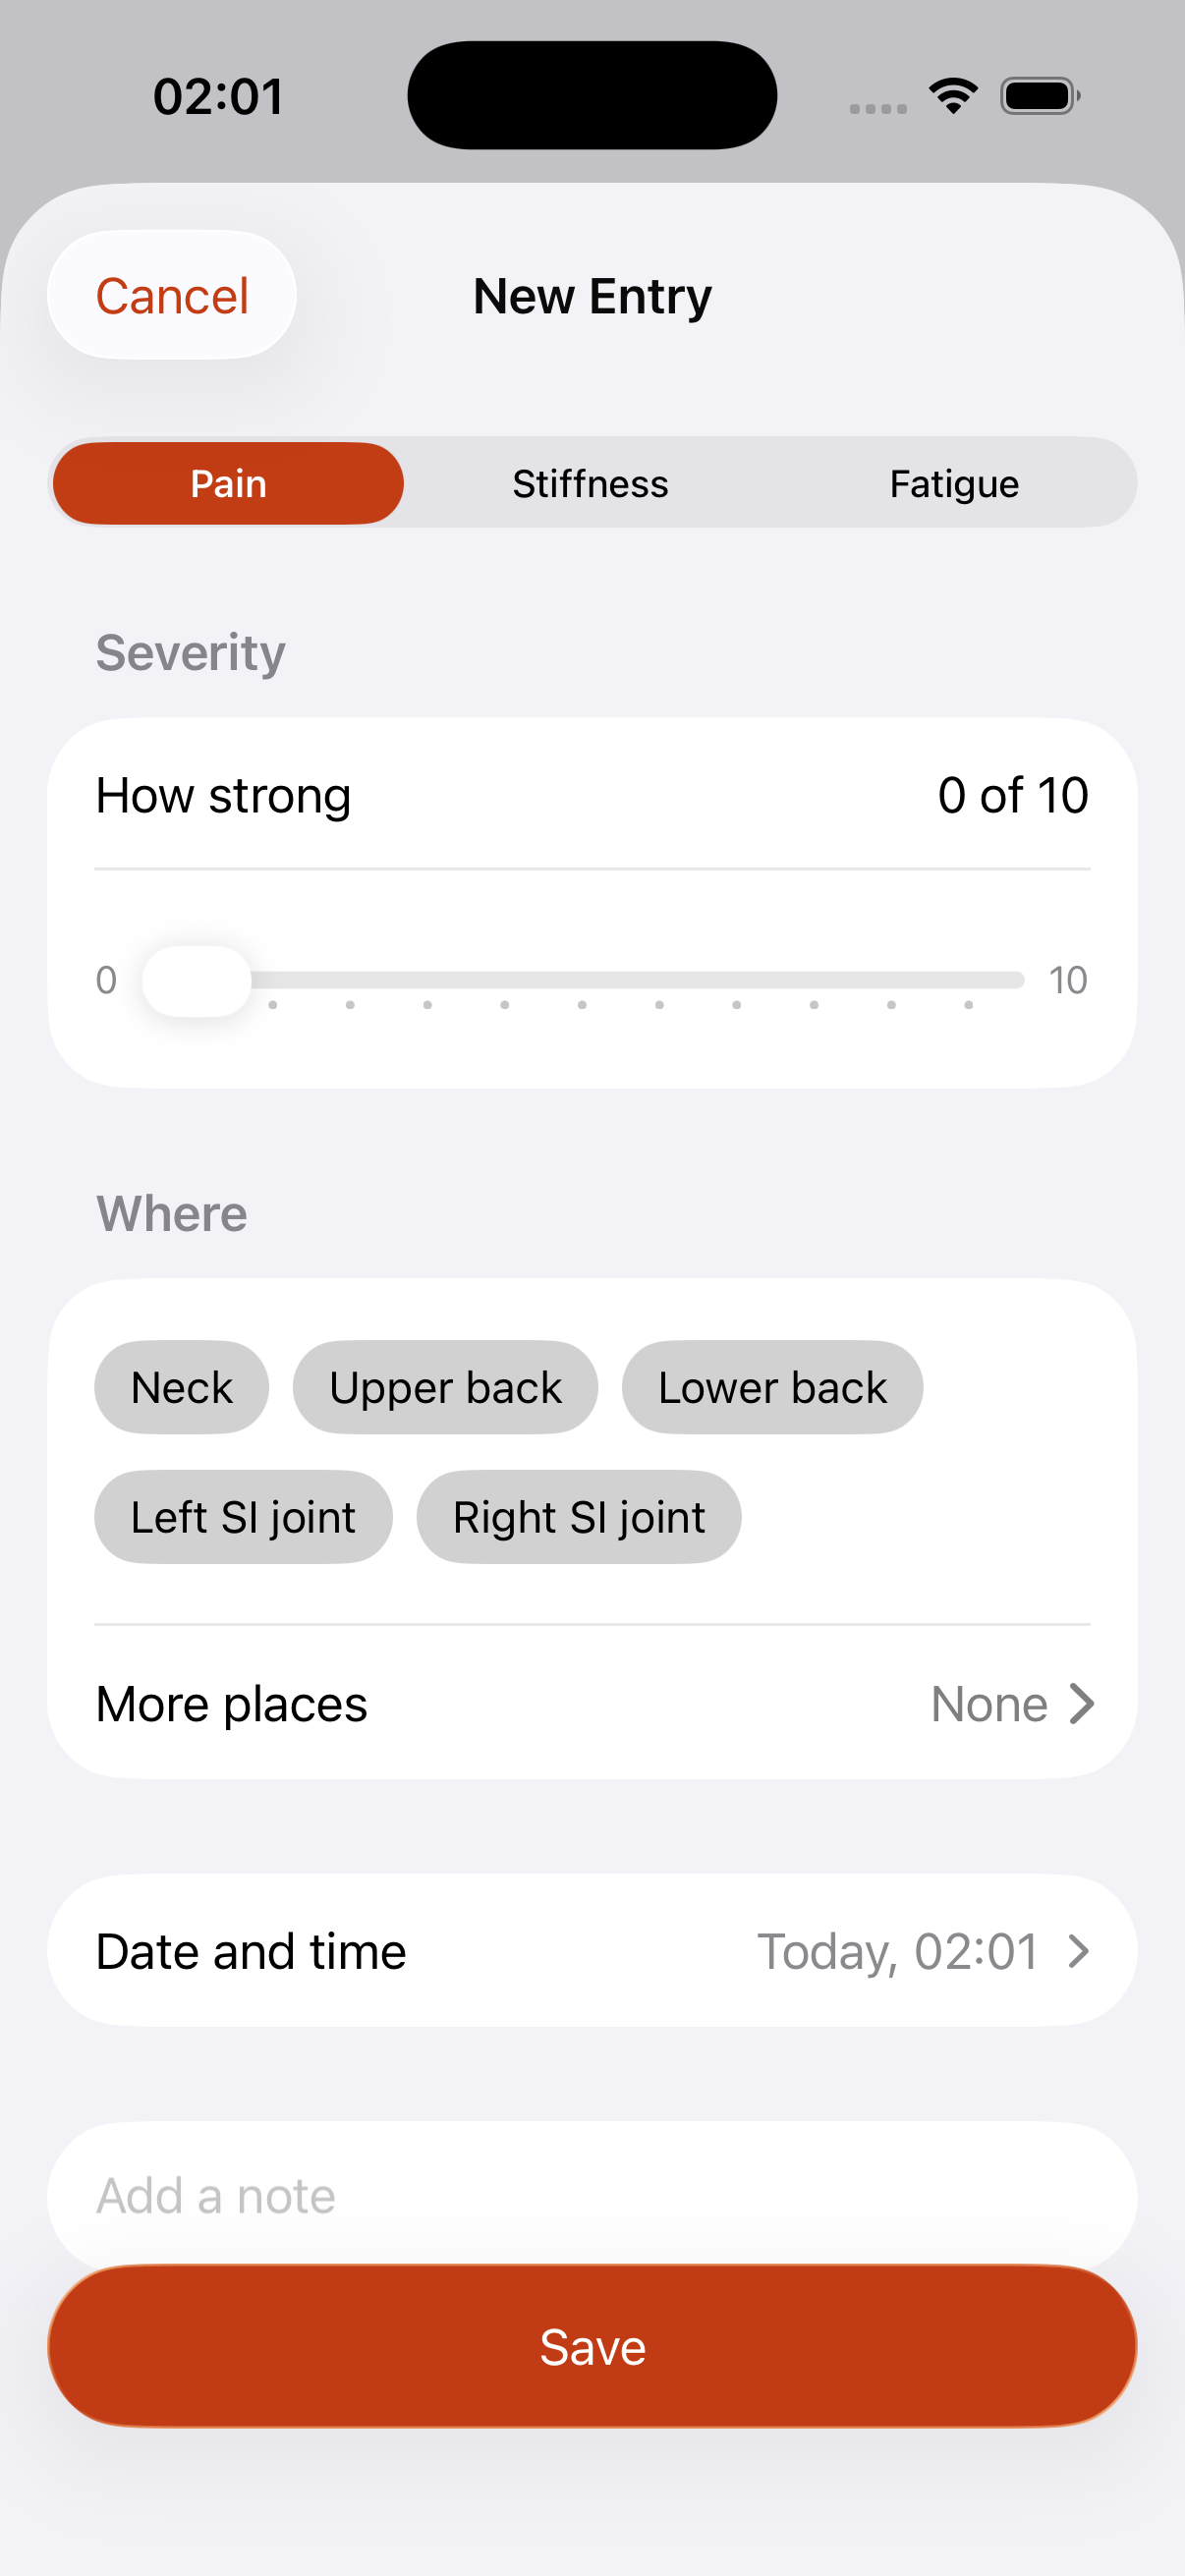 02:01
Cancel
New Entry
Pain Stiffness Fatigue
Severity
How strong 0 of 10
0 10
Where
Neck Upper back Lower back
Left SI joint Right SI joint
More places None
Date and time Today, 02:01
Add a note
Save